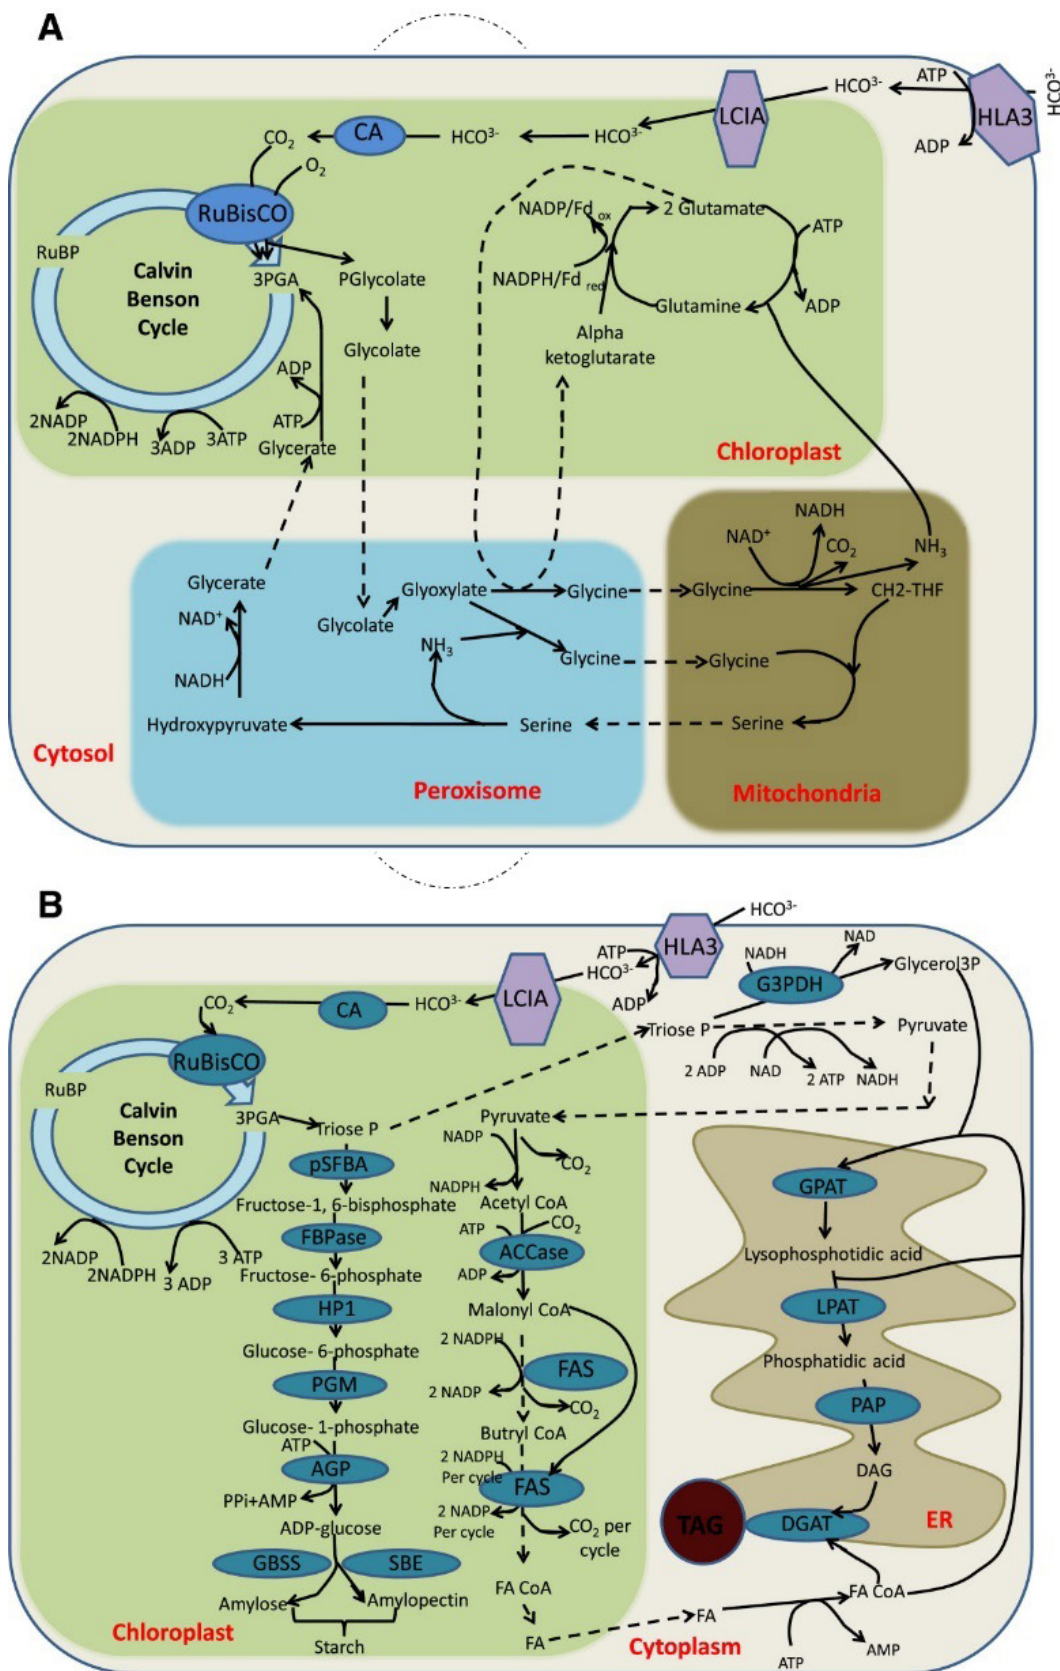 A
HCO³⁻
ATP
HCO³⁻
HLA3
ADP
LCIA
HCO³⁻
HCO³⁻
CA
CO₂
O₂
RuBisCO
RuBP
Calvin
Benson
Cycle
3PGA
PGlycolate
Glycolate
ADP
ATP
Glycerate
2NADP
2NADPH
3ADP
3ATP
NADP/Fd ox
2 Glutamate
ATP
NADPH/Fd red
Glutamine
ADP
Alpha
ketoglutarate
Chloroplast
NADH
NAD⁺
CO₂
NH₃
Glycerate
Glyoxylate
Glycine
Glycine
CH2-THF
NAD⁺
Glycolate
NH₃
Glycine
Glycine
NADH
Hydroxypyruvate
Serine
Serine
Cytosol
Peroxisome
Mitochondria
B
HCO³⁻
HLA3
ATP
HCO³⁻
ADP
NADH
NAD
G3PDH
Glycerol3P
LCIA
HCO³⁻
CA
CO₂
Triose P
Pyruvate
2 ADP
NAD
2 ATP
NADH
RuBisCO
RuBP
Calvin
Benson
Cycle
3PGA
Triose P
2NADP
2NADPH
3 ADP
3 ATP
pSFBA
Fructose-1, 6-bisphosphate
FBPase
Fructose- 6-phosphate
HP1
Glucose- 6-phosphate
PGM
Glucose- 1-phosphate
ATP
AGP
PPi+AMP
ADP-glucose
GBSS
SBE
Amylose
Amylopectin
Starch
Chloroplast
Pyruvate
NADP
CO₂
NADPH
Acetyl CoA
ATP
CO₂
ACCase
ADP
Malonyl CoA
2 NADPH
FAS
2 NADP
CO₂
Butryl CoA
2 NADPH
Per cycle
FAS
2 NADP
Per cycle
CO₂ per
cycle
FA CoA
FA
GPAT
Lysophosphotidic acid
LPAT
Phosphatidic acid
PAP
DAG
TAG
DGAT
ER
FA CoA
FA
Cytoplasm
ATP
AMP